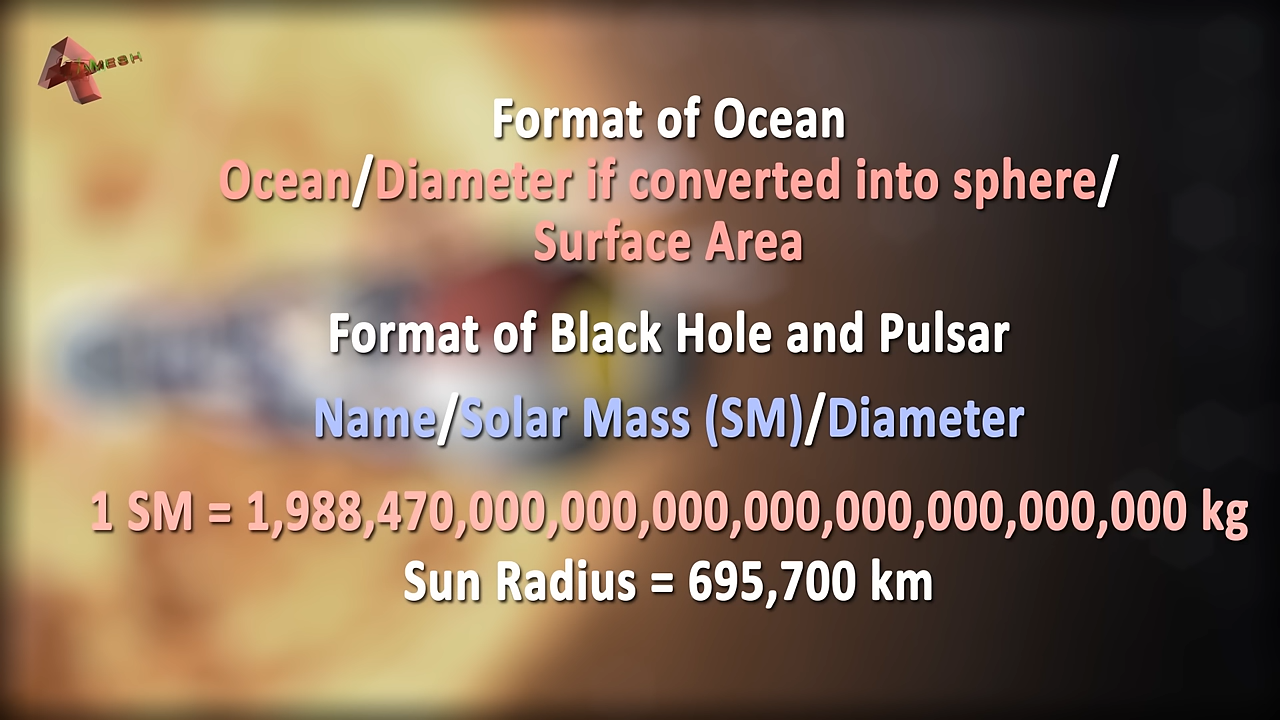 Format of Ocean
Ocean/Diameter if converted into sphere/
Surface Area
Format of Black Hole and Pulsar
Name/Solar Mass (SM)/Diameter
1 SM = 1,988,470,000,000,000,000,000,000,000,000 kg
Sun Radius = 695,700 km